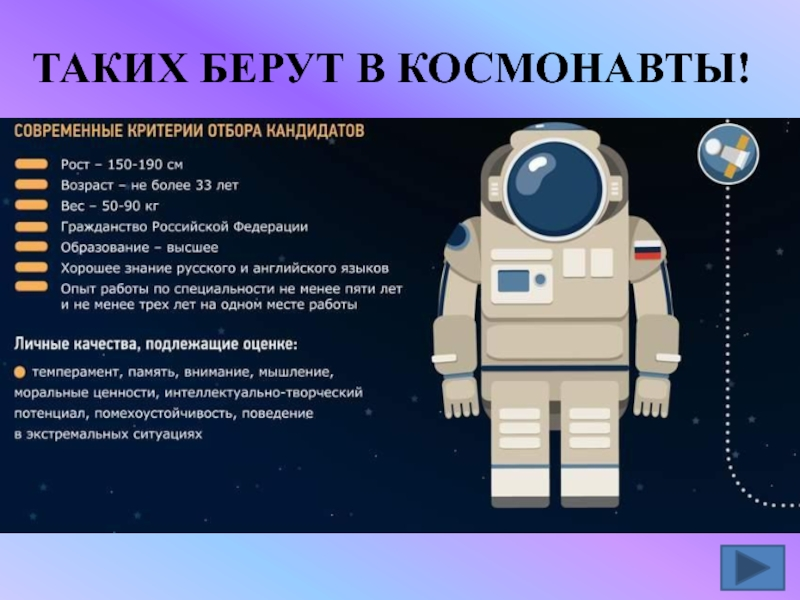 ТАКИХ БЕРУТ В КОСМОНАВТЫ!
СОВРЕМЕННЫЕ КРИТЕРИИ ОТБОРА КАНДИДАТОВ
Рост – 150-190 см
Возраст – не более 33 лет
Вес – 50-90 кг
Гражданство Российской Федерации
Образование – высшее
Хорошее знание русского и английского языков
Опыт работы по специальности не менее пяти лет
и не менее трех лет на одном месте работы
Личные качества, подлежащие оценке:
темперамент, память, внимание, мышление,
моральные ценности, интеллектуально-творческий
потенциал, помехоустойчивость, поведение
в экстремальных ситуациях